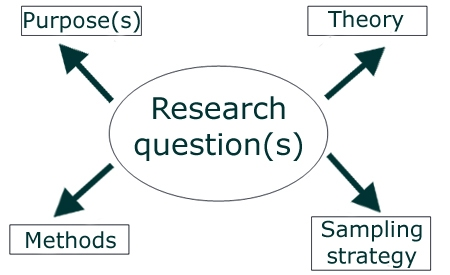 Purpose(s)
Theory
Research
question(s)
Methods
Sampling
strategy